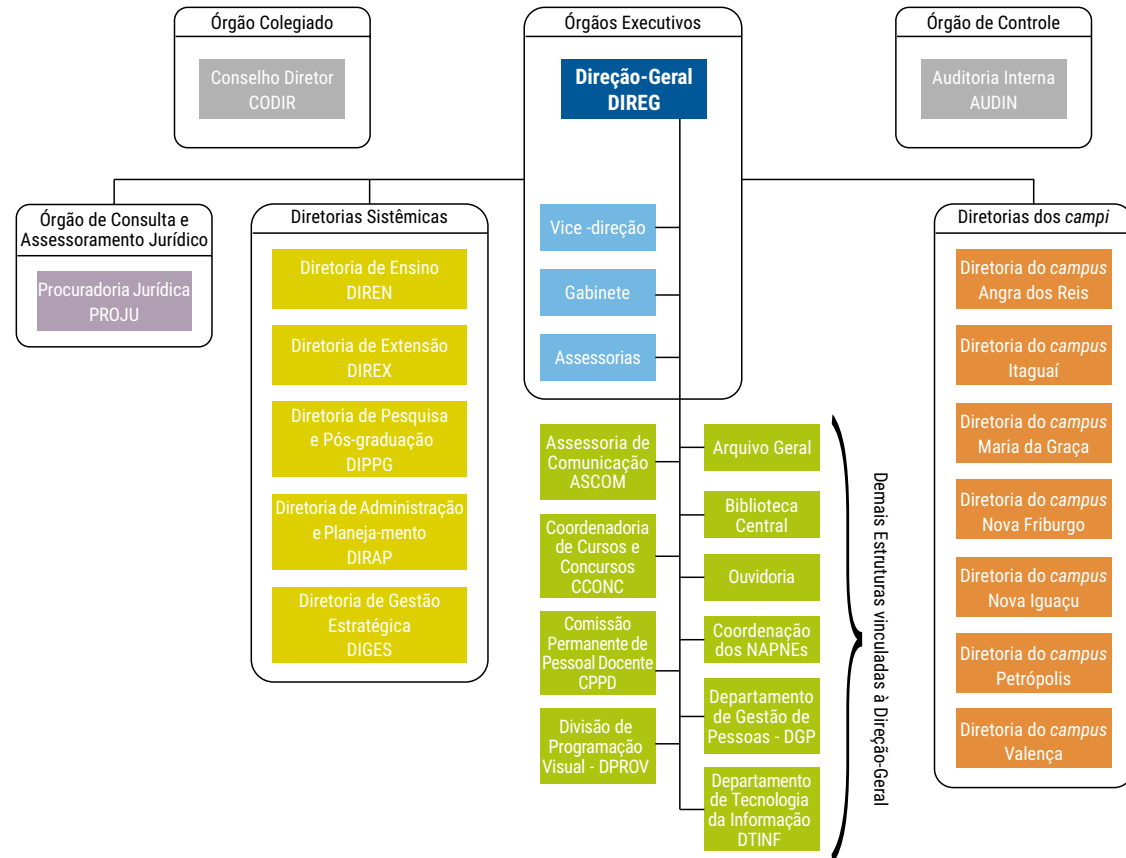 Órgão Colegiado
Conselho Diretor
CODIR
Órgãos Executivos
Direção-Geral
DIREG
Vice -direção
Gabinete
Assessorias
Órgão de Controle
Auditoria Interna
AUDIN
Órgão de Consulta e
Assessoramento Jurídico
Procuradoria Jurídica
PROJU
Diretorias Sistêmicas
Diretoria de Ensino
DIREN
Diretoria de Extensão
DIREX
Diretoria de Pesquisa
e Pós-graduação
DIPPG
Diretoria de Administração
e Planeja-mento
DIRAP
Diretoria de Gestão
Estratégica
DIGES
Assessoria de
Comunicação
ASCOM
Coordenadoria
de Cursos e
Concursos
CCONC
Comissão
Permanente de
Pessoal Docente
CPPD
Divisão de
Programação
Visual - DPROV
Arquivo Geral
Biblioteca
Central
Ouvidoria
Coordenação
dos NAPNEs
Departamento
de Gestão de
Pessoas - DGP
Departamento
de Tecnologia
da Informação
DTINF
Demais Estruturas vinculadas à Direção-Geral
Diretorias dos campi
Diretoria do campus
Angra dos Reis
Diretoria do campus
Itaguaí
Diretoria do campus
Maria da Graça
Diretoria do campus
Nova Friburgo
Diretoria do campus
Nova Iguaçu
Diretoria do campus
Petrópolis
Diretoria do campus
Valença